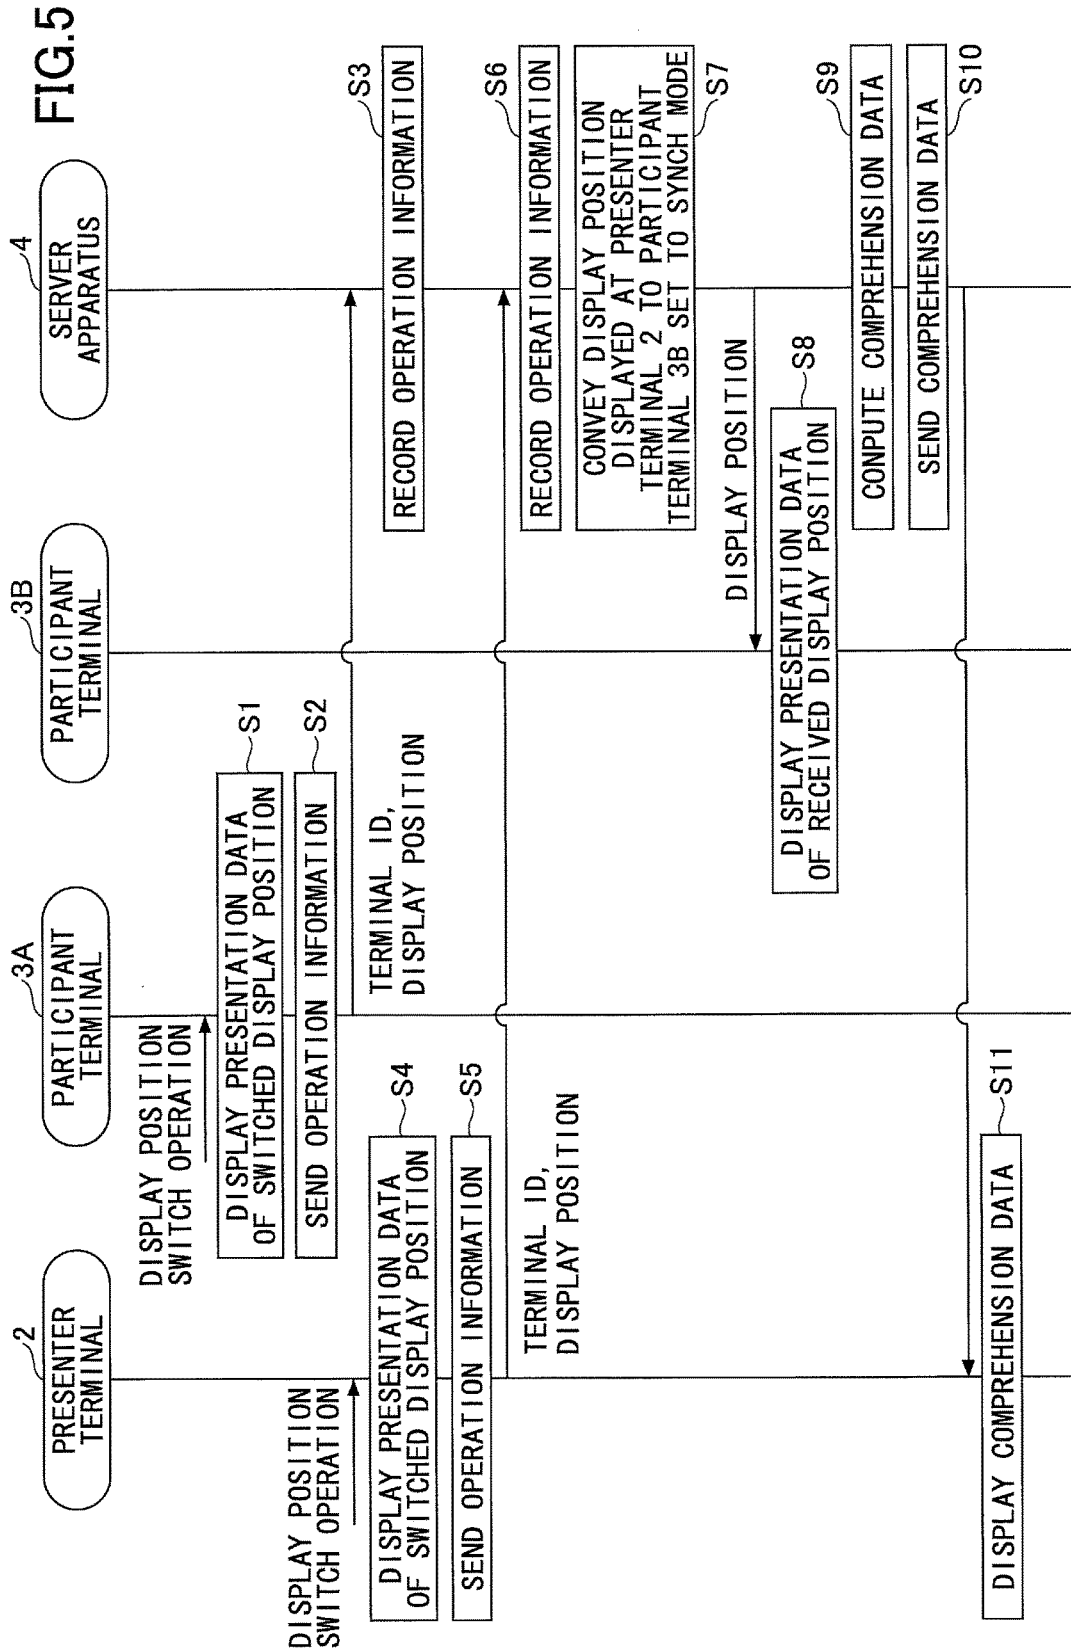 FIG.5
2
PRESENTER
TERMINAL
3A
PARTICIPANT
TERMINAL
3B
PARTICIPANT
TERMINAL
4
SERVER
APPARATUS
DISPLAY POSITION
SWITCH OPERATION
DISPLAY PRESENTATION DATA
OF SWITCHED DISPLAY POSITION
S1
SEND OPERATION INFORMATION
S2
TERMINAL ID,
DISPLAY POSITION
RECORD OPERATION INFORMATION
S3
DISPLAY POSITION
SWITCH OPERATION
DISPLAY PRESENTATION DATA
OF SWITCHED DISPLAY POSITION
S4
SEND OPERATION INFORMATION
S5
TERMINAL ID,
DISPLAY POSITION
RECORD OPERATION INFORMATION
S6
CONVEY DISPLAY POSITION
DISPLAYED AT PRESENTER
TERMINAL 2 TO PARTICIPANT
TERMINAL 3B SET TO SYNCH MODE
S7
DISPLAY POSITION
DISPLAY PRESENTATION DATA
OF RECEIVED DISPLAY POSITION
S8
CONPUTE COMPREHENSION DATA
S9
SEND COMPREHENSION DATA
S10
DISPLAY COMPREHENSION DATA
S11